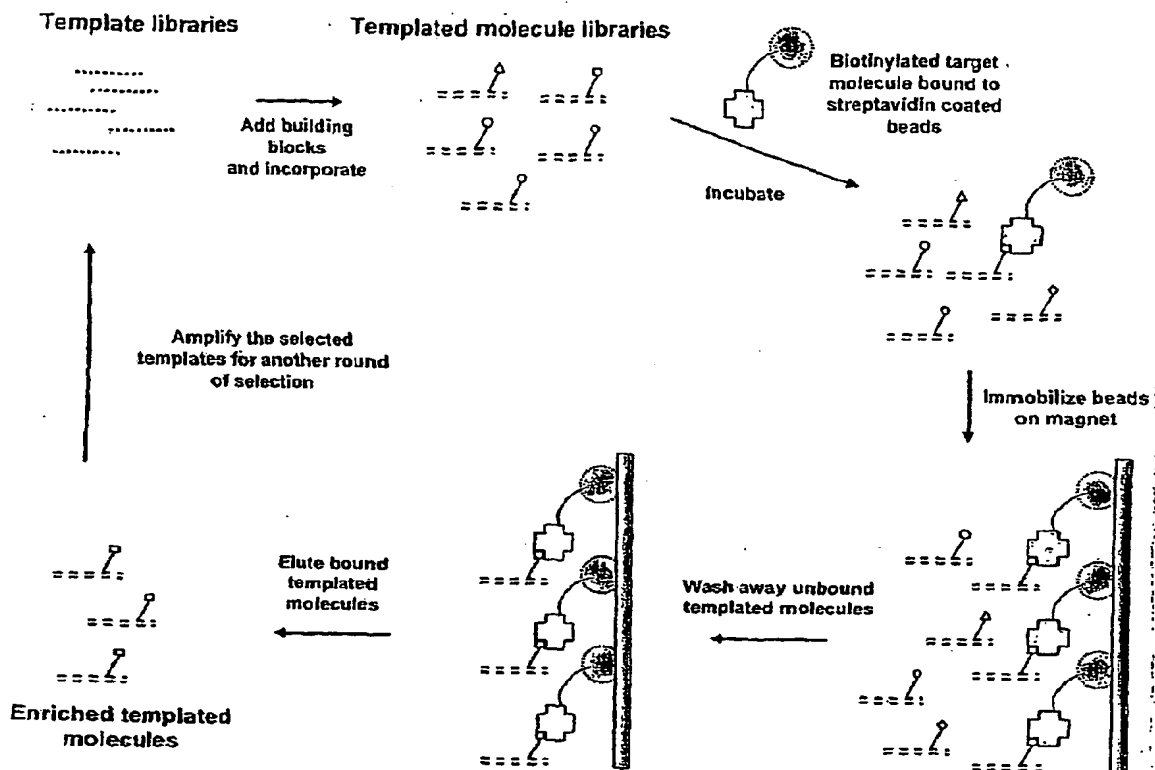 Template libraries
Templated molecule libraries
Add building
blocks
and incorporate
Biotinylated target
molecule bound to
streptavidin coated
beads
Incubate
Immobilize beads
on magnet
Wash away unbound
templated molecules
Elute bound
templated
molecules
Enriched templated
molecules
Amplify the selected
templates for another round
of selection